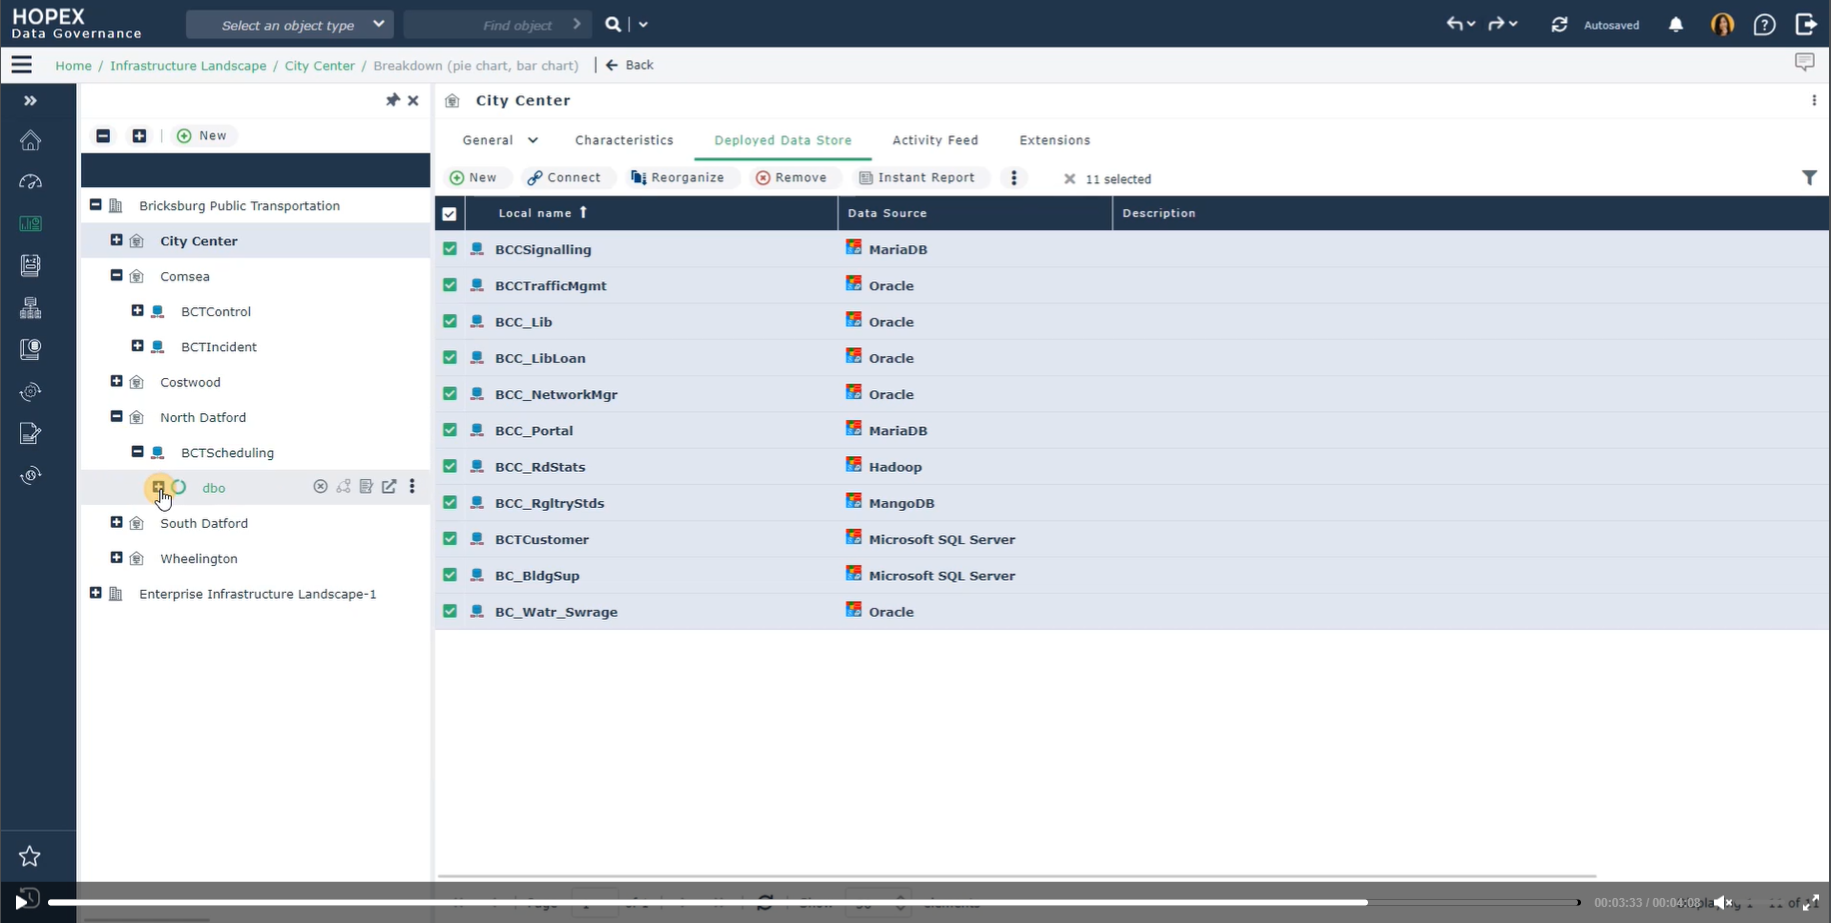 HOPEX
Data Governance
Select an object type
Find object
Autosaved
Home / Infrastructure Landscape / City Center / Breakdown (pie chart, bar chart)
Back
City Center
New
General
Characteristics
Deployed Data Store
Activity Feed
Extensions
New
Connect
Reorganize
Remove
Instant Report
11 selected
Bricksburg Public Transportation
City Center
Comsea
BCTControl
BCTIncident
Costwood
North Datford
BCTScheduling
dbo
South Datford
Wheelington
Enterprise Infrastructure Landscape-1
Local name
Data Source
Description
BCCSignalling MariaDB
BCCTrafficMgmt Oracle
BCC_Lib Oracle
BCC_LibLoan Oracle
BCC_NetworkMgr Oracle
BCC_Portal MariaDB
BCC_RdStats Hadoop
BCC_RgltryStds MangoDB
BCTCustomer Microsoft SQL Server
BC_BldgSup Microsoft SQL Server
BC_Watr_Swrage Oracle
00:03:33 / 00:04:08